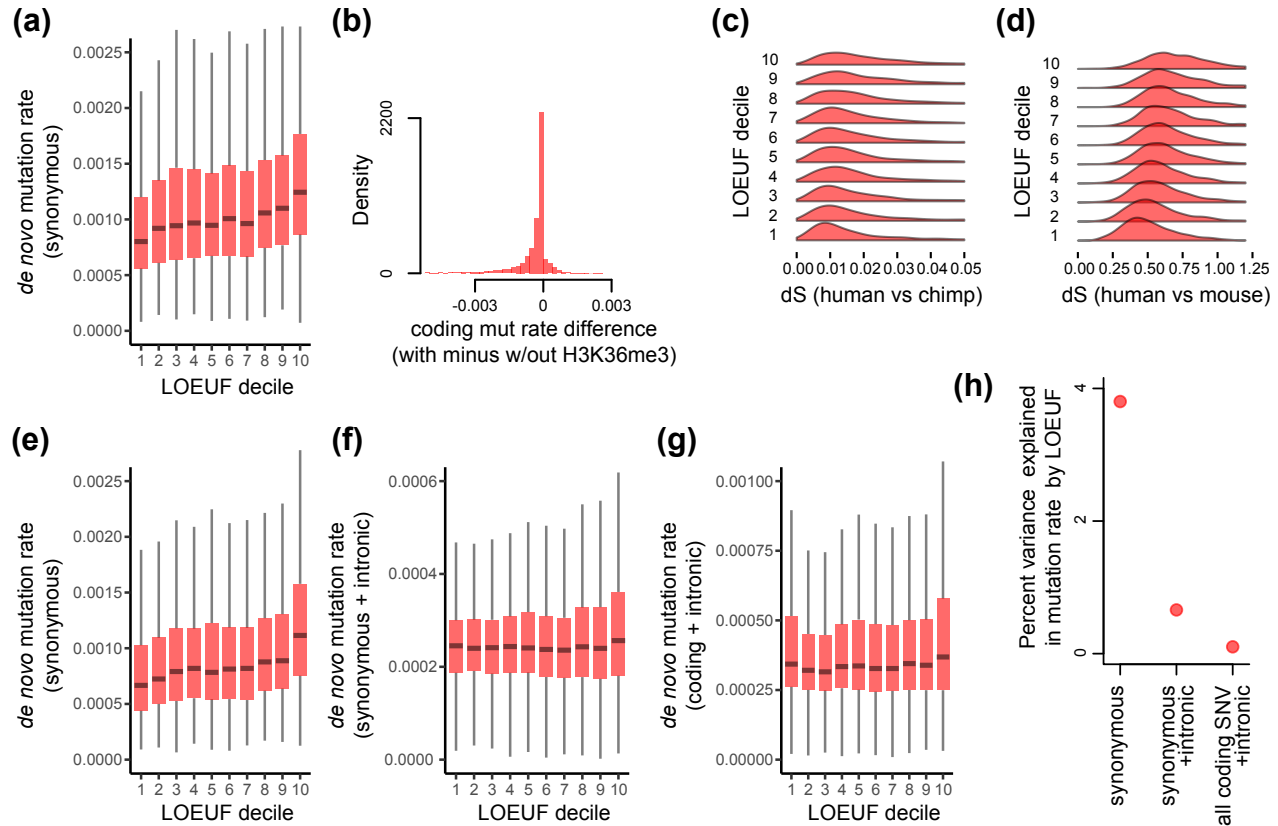 (a)
de novo mutation rate
(synonymous)
0.0025
0.0020
0.0015
0.0010
0.0005
0.0000
1 2 3 4 5 6 7 8 9 10
LOEUF decile
(b)
Density
2200
0
-0.003 0 0.003
coding mut rate difference
(with minus w/out H3K36me3)
(c)
LOEUF decile
10
9
8
7
6
5
4
3
2
1
0.00 0.01 0.02 0.03 0.04 0.05
dS (human vs chimp)
(d)
LOEUF decile
10
9
8
7
6
5
4
3
2
1
0.00 0.25 0.50 0.75 1.00 1.25
dS (human vs mouse)
(e)
de novo mutation rate
(synonymous)
0.0025
0.0020
0.0015
0.0010
0.0005
0.0000
1 2 3 4 5 6 7 8 9 10
LOEUF decile
(f)
de novo mutation rate
(synonymous + intronic)
0.0006
0.0004
0.0002
0.0000
1 2 3 4 5 6 7 8 9 10
LOEUF decile
(g)
de novo mutation rate
(coding + intronic)
0.00100
0.00075
0.00050
0.00025
0.00000
1 2 3 4 5 6 7 8 9 10
LOEUF decile
(h)
Percent variance explained
in mutation rate by LOEUF
4
2
0
synonymous
synonymous
+intronic
all coding SNV
+intronic